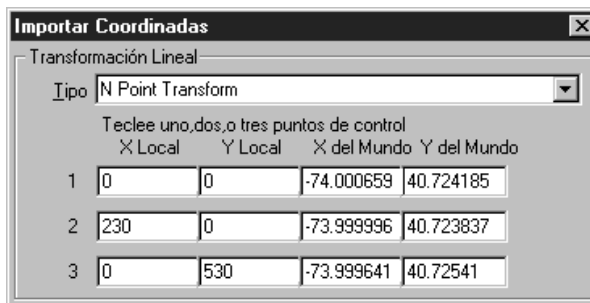 Importar Coordinadas
Transformación Lineal
Tipo N Point Transform
Teclee uno,dos,o tres puntos de control
X Local Y Local X del Mundo Y del Mundo
1 0 0 -74.000659 40.724185
2 230 0 -73.999996 40.723837
3 0 530 -73.999641 40.72541